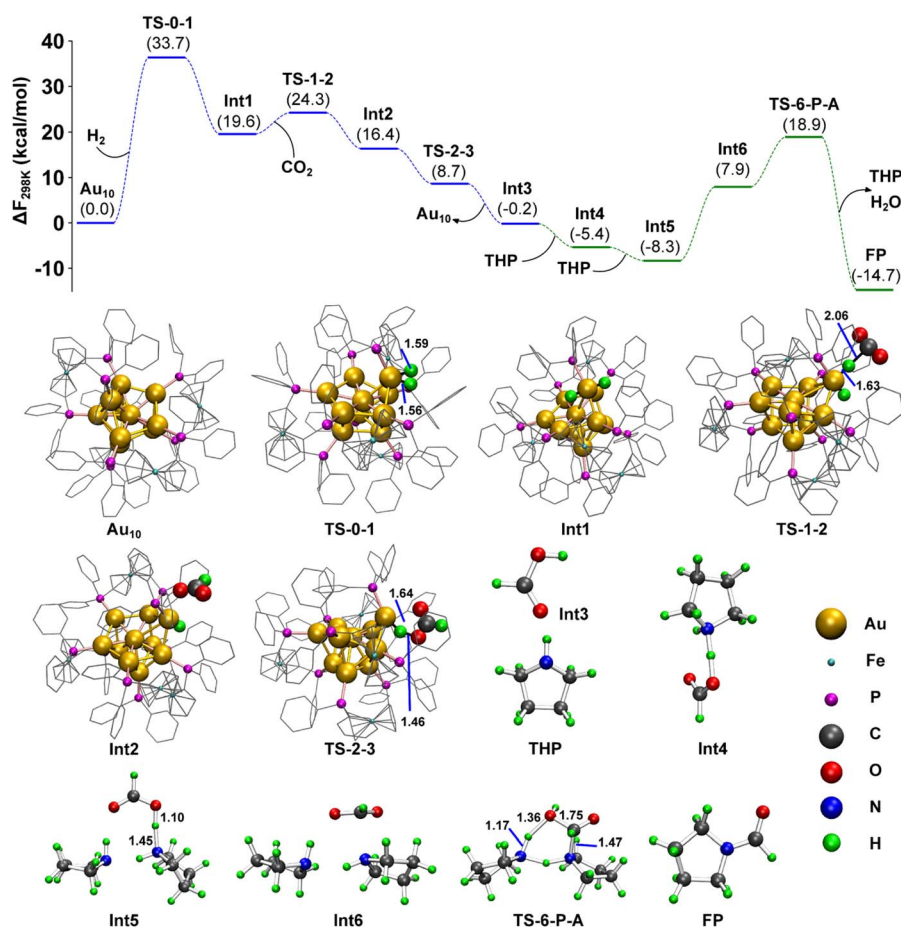 ΔF298K (kcal/mol)
40
30
20
10
0
-10
Au10
(0.0)
H2
TS-0-1
(33.7)
Int1
(19.6)
CO2
TS-1-2
(24.3)
Int2
(16.4)
TS-2-3
(8.7)
Au10
Int3
(-0.2)
THP
Int4
(-5.4)
THP
Int5
(-8.3)
Int6
(7.9)
TS-6-P-A
(18.9)
THP
H2O
FP
(-14.7)
1.59
1.56
2.06
1.63
Au10
TS-0-1
Int1
TS-1-2
1.64
1.46
Int3
Int2
TS-2-3
THP
Int4
Au
Fe
P
C
O
N
H
1.10
1.45
1.36
1.75
1.17
1.47
Int5
Int6
TS-6-P-A
FP